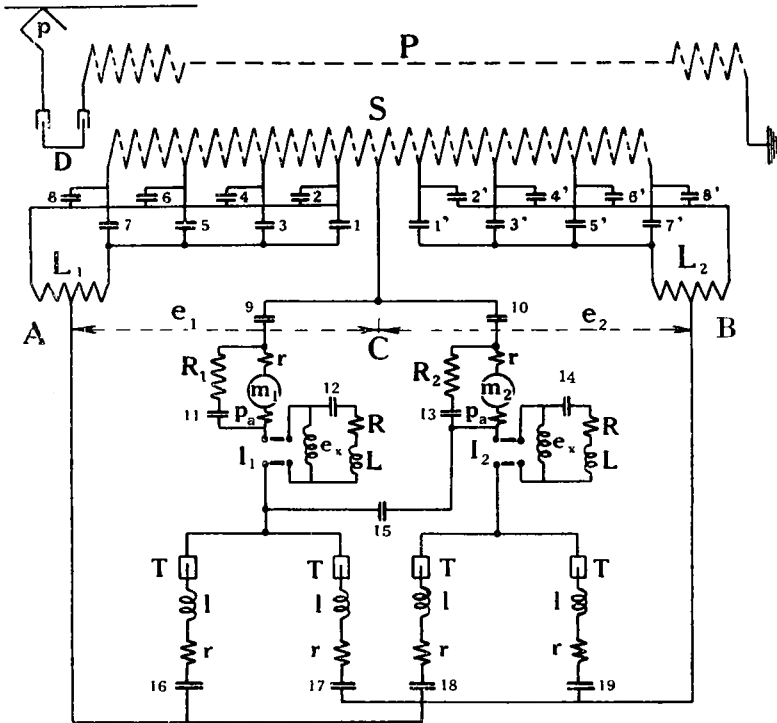 p
P
D
S
8 6 4 2 2' 4' 6' 8'
7 5 3 1 1' 3' 5' 7'
L₁ L₂
A e₁ 9 C 10 e₂ B
R₁ r R₂ r
m₁ 12 m₂ 14
11 pₐ R 13 pₐ R
I₁ eₓ L I₂ eₓ L
15
T T T T
l l l l
r r r r
16 17 18 19